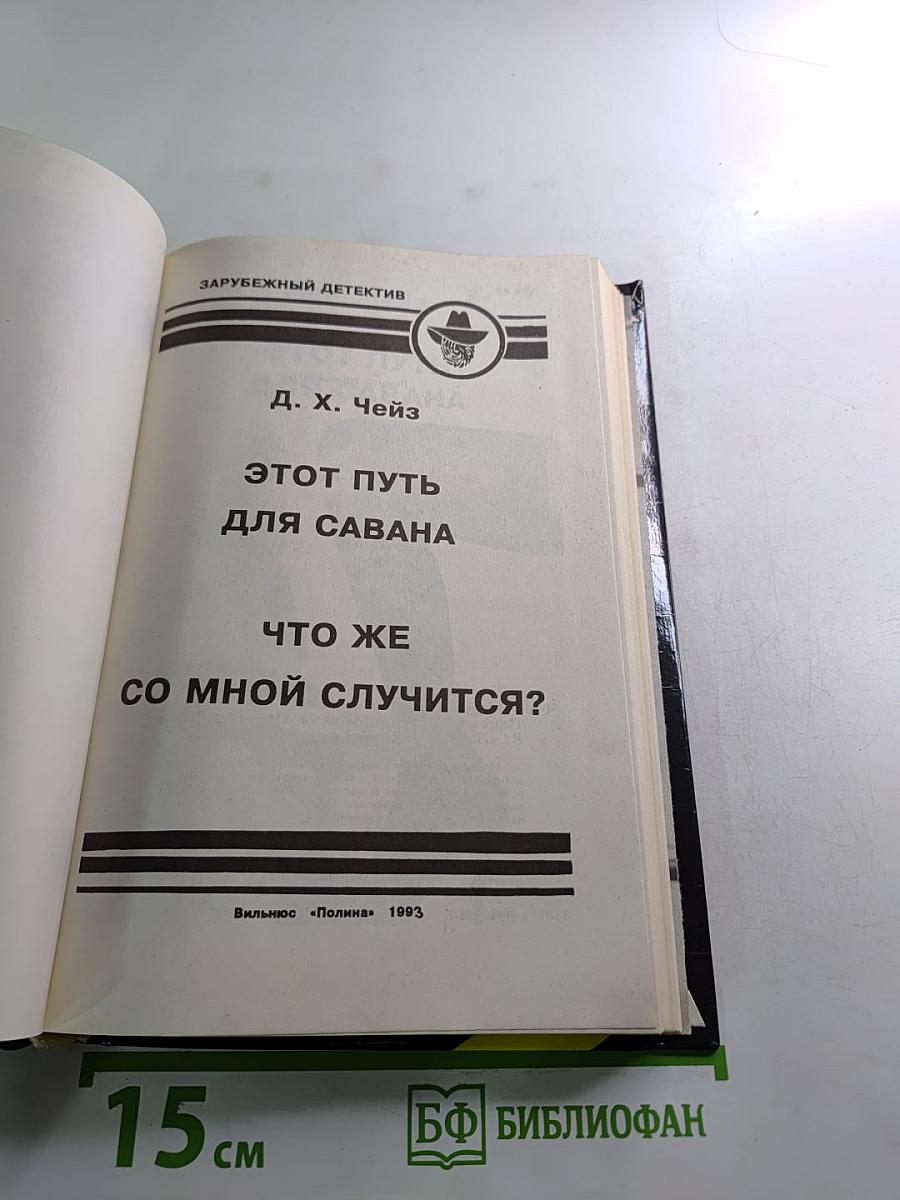 ЗАРУБЕЖНЫЙ ДЕТЕКТИВ
Д. Х. Чейз
ЭТОТ ПУТЬ
ДЛЯ САВАНА
ЧТО ЖЕ
СО МНОЙ СЛУЧИТСЯ?
Вильнюс «Полина» 1993
15 см
БФ БИБЛИОФАН